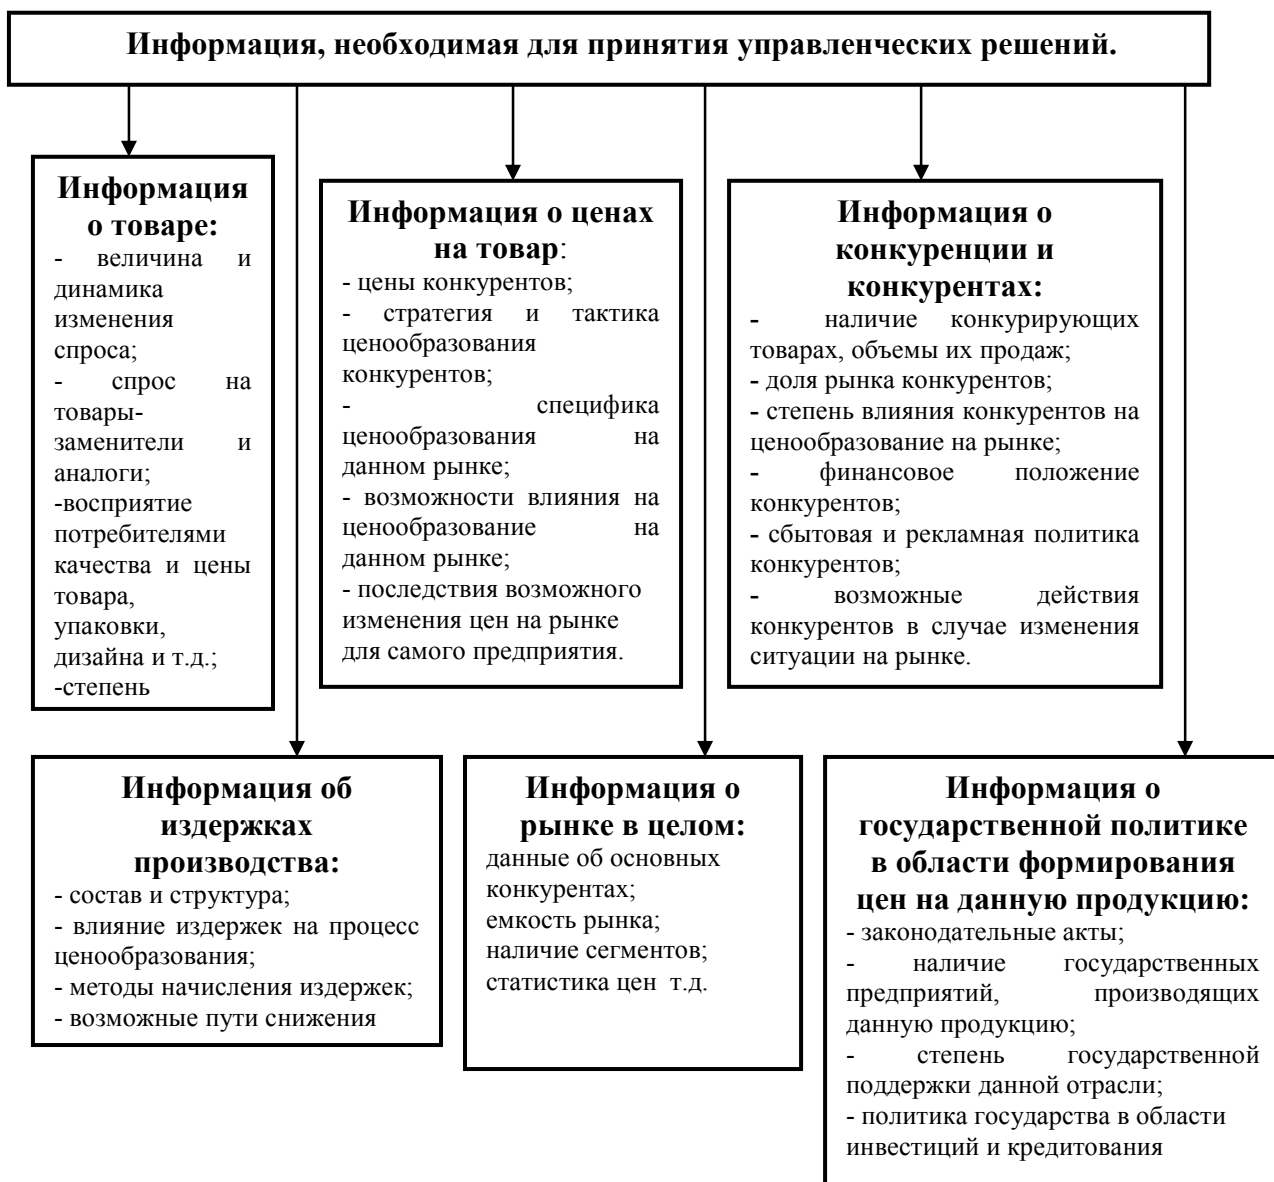 Информация, необходимая для принятия управленческих решений.
Информация
о товаре:
- величина и
динамика
изменения
спроса;
- спрос на
товары-
заменители и
аналоги;
-восприятие
потребителями
качества и цены
товара,
упаковки,
дизайна и т.д.;
-степень
Информация о ценах
на товар:
- цены конкурентов;
- стратегия и тактика
ценообразования
конкурентов;
- специфика
ценообразования на
данном рынке;
- возможности влияния на
ценообразование на
данном рынке;
- последствия возможного
изменения цен на рынке
для самого предприятия.
Информация о
конкуренции и
конкурентах:
- наличие конкурирующих
товарах, объемы их продаж;
- доля рынка конкурентов;
- степень влияния конкурентов на
ценообразование на рынке;
- финансовое положение
конкурентов;
- сбытовая и рекламная политика
конкурентов;
- возможные действия
конкурентов в случае изменения
ситуации на рынке.
Информация об
издержках
производства:
- состав и структура;
- влияние издержек на процесс
ценообразования;
- методы начисления издержек;
- возможные пути снижения
Информация о
рынке в целом:
данные об основных
конкурентах;
емкость рынка;
наличие сегментов;
статистика цен т.д.
Информация о
государственной политике
в области формирования
цен на данную продукцию:
- законодательные акты;
- наличие государственных
предприятий, производящих
данную продукцию;
- степень государственной
поддержки данной отрасли;
- политика государства в области
инвестиций и кредитования